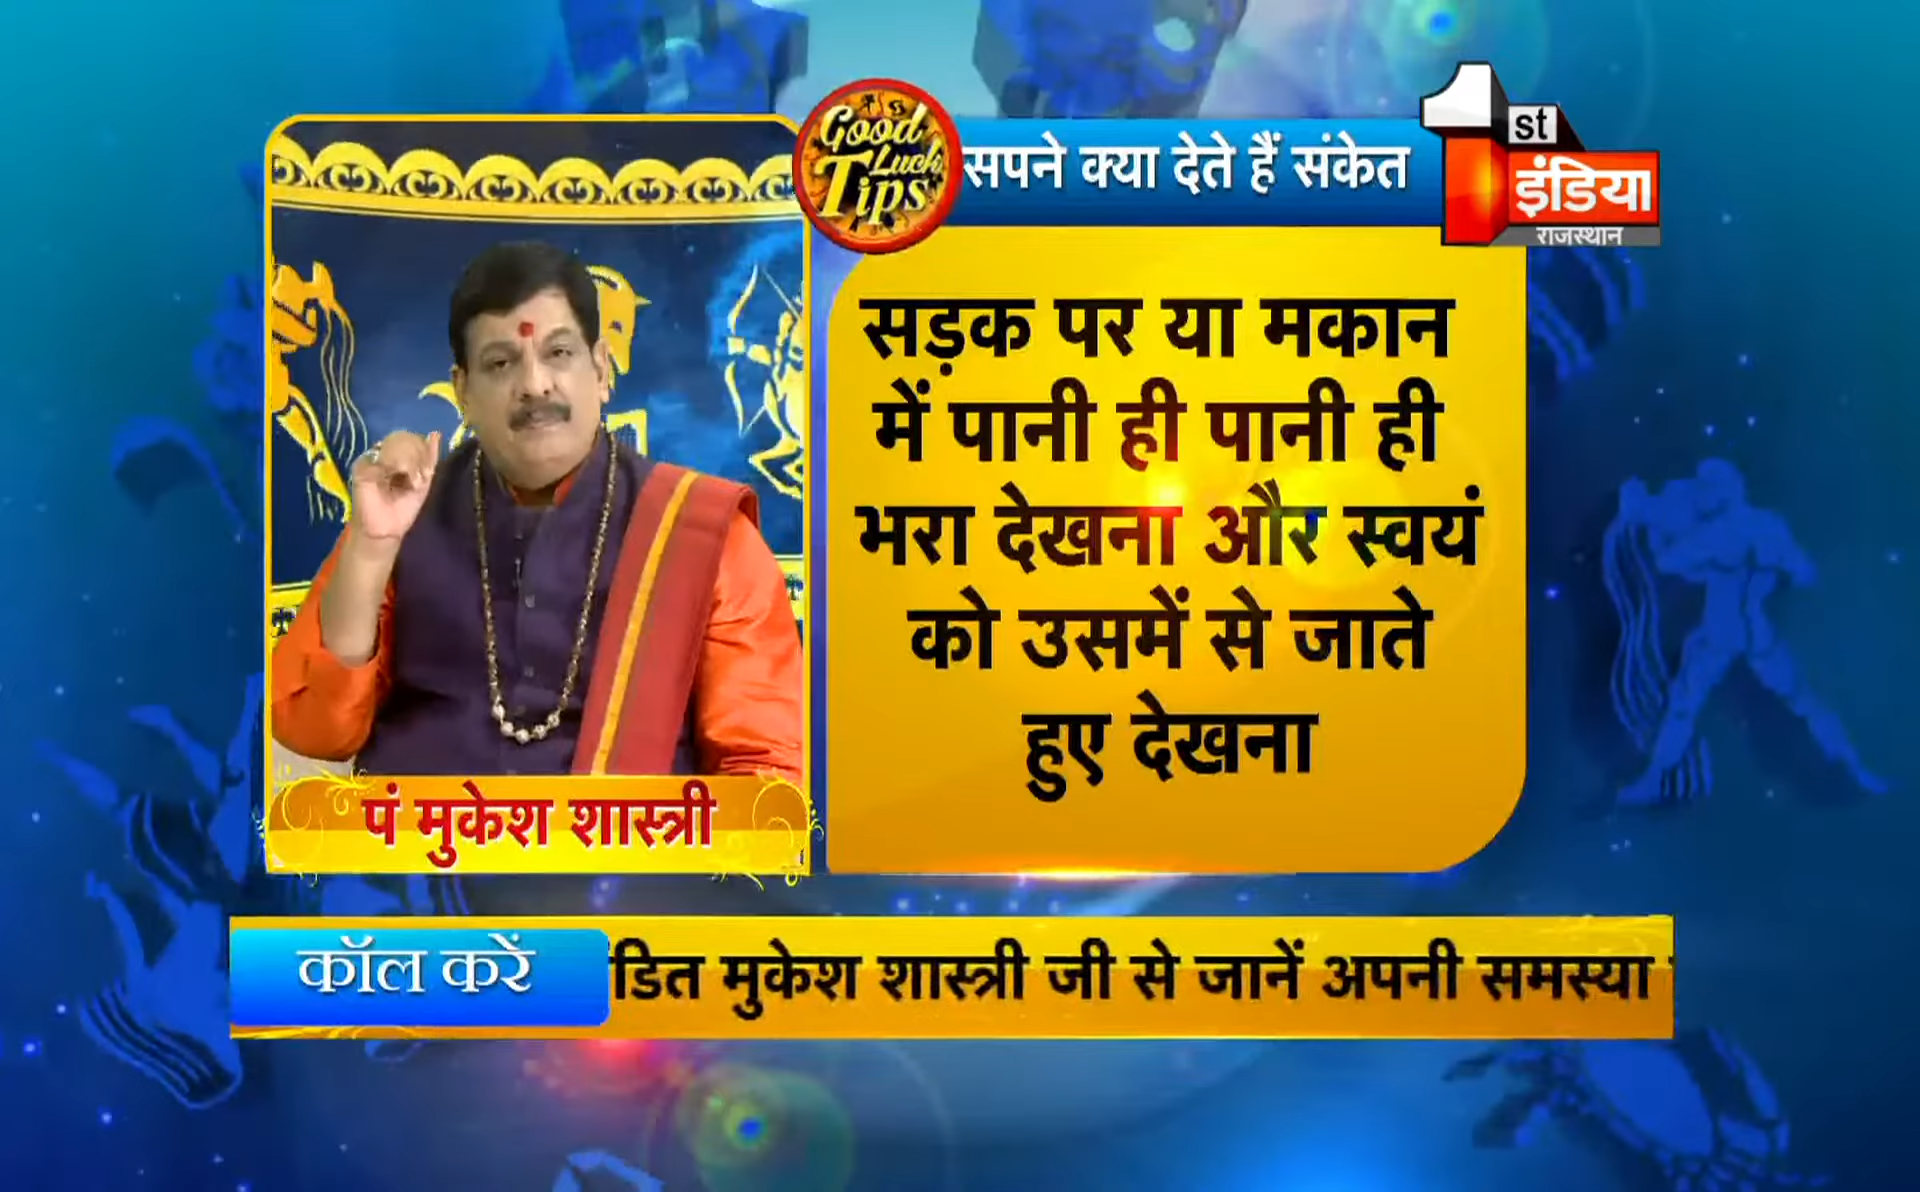 Good
Luck
Tips
सपने क्या देते हैं संकेत
1st
इंडिया
राजस्थान
सड़क पर या मकान
में पानी ही पानी ही
भरा देखना और स्वयं
को उसमें से जाते
हुए देखना
पं मुकेश शास्त्री
कॉल करें
डित मुकेश शास्त्री जी से जानें अपनी समस्या